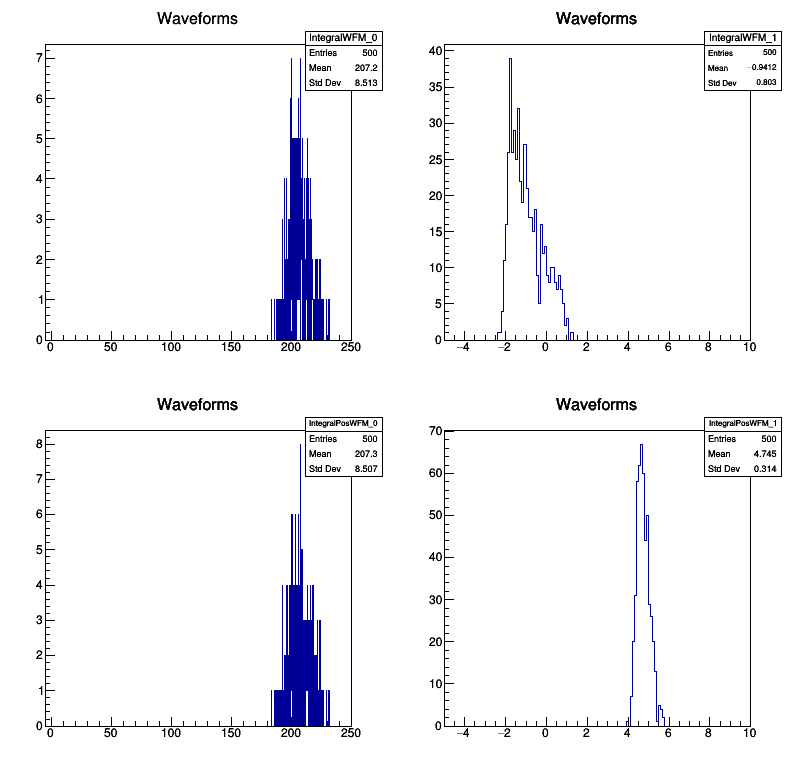 Waveforms
IntegralWFM_0
Entries 500
Mean 207.2
Std Dev 8.513
7
6
5
4
3
2
1
0
0 50 100 150 200 250
Waveforms
IntegralWFM_1
Entries 500
Mean −0.9412
Std Dev 0.803
40
35
30
25
20
15
10
5
0
−4 −2 0 2 4 6 8 10
Waveforms
IntegralPosWFM_0
Entries 500
Mean 207.3
Std Dev 8.507
8
7
6
5
4
3
2
1
0
0 50 100 150 200 250
Waveforms
IntegralPosWFM_1
Entries 500
Mean 4.745
Std Dev 0.314
70
60
50
40
30
20
10
0
−4 −2 0 2 4 6 8 10